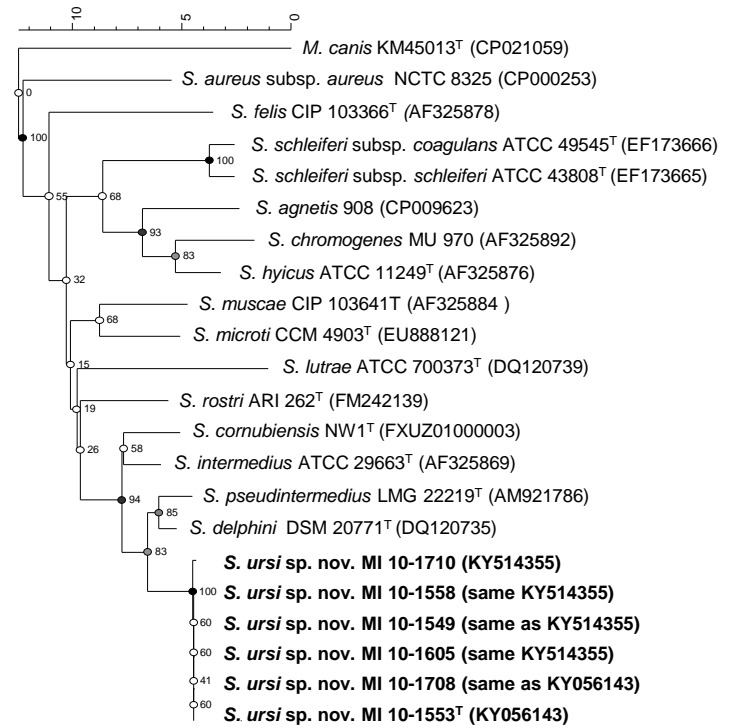 10 5 0
M. canis KM45013ᵀ (CP021059)
0
S. aureus subsp. aureus NCTC 8325 (CP000253)
S. felis CIP 103366ᵀ (AF325878)
100
S. schleiferi subsp. coagulans ATCC 49545ᵀ (EF173666)
100
S. schleiferi subsp. schleiferi ATCC 43808ᵀ (EF173665)
55
68
S. agnetis 908 (CP009623)
93
S. chromogenes MU 970 (AF325892)
83
S. hyicus ATCC 11249ᵀ (AF325876)
32
S. muscae CIP 103641T (AF325884 )
68
S. microti CCM 4903ᵀ (EU888121)
15
S. lutrae ATCC 700373ᵀ (DQ120739)
S. rostri ARI 262ᵀ (FM242139)
19
S. cornubiensis NW1ᵀ (FXUZ01000003)
26
58
S. intermedius ATCC 29663ᵀ (AF325869)
94
S. pseudintermedius LMG 22219ᵀ (AM921786)
85
S. delphini DSM 20771ᵀ (DQ120735)
83
S. ursi sp. nov. MI 10-1710 (KY514355)
100
S. ursi sp. nov. MI 10-1558 (same KY514355)
60
S. ursi sp. nov. MI 10-1549 (same as KY514355)
60
S. ursi sp. nov. MI 10-1605 (same KY514355)
41
S. ursi sp. nov. MI 10-1708 (same as KY056143)
60
S. ursi sp. nov. MI 10-1553ᵀ (KY056143)